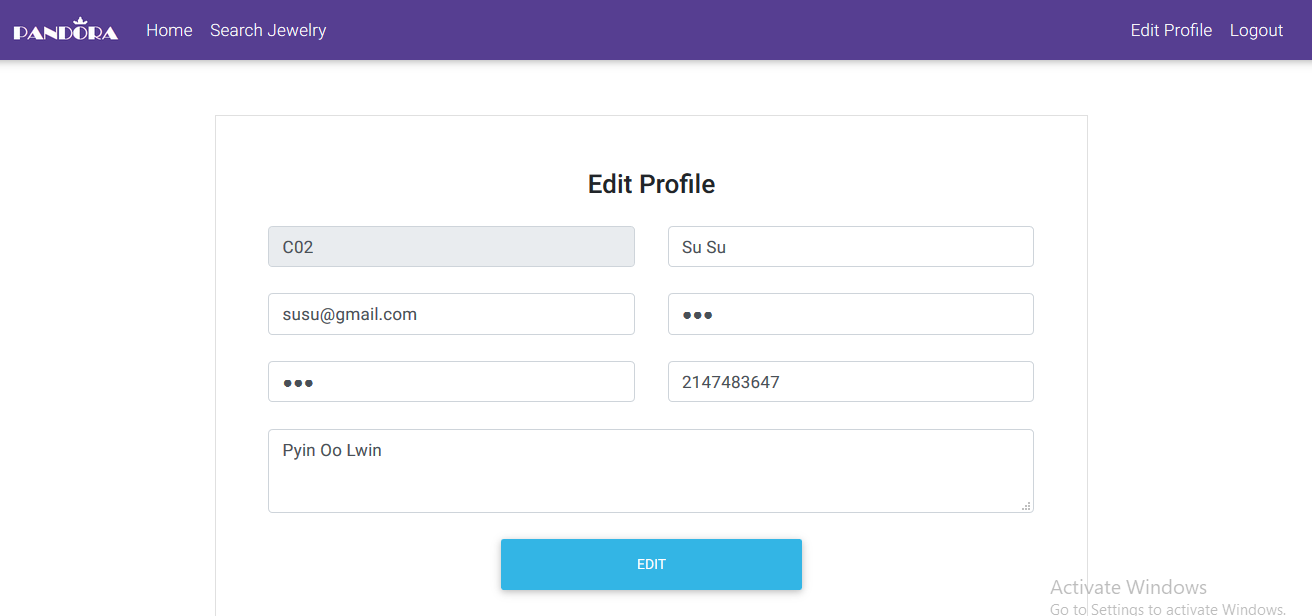 PANDORA Home Search Jewelry Edit Profile Logout
Edit Profile
C02 Su Su
susu@gmail.com ●●●
●●● 2147483647
Pyin Oo Lwin
EDIT
Activate Windows
Go to Settings to activate Windows.